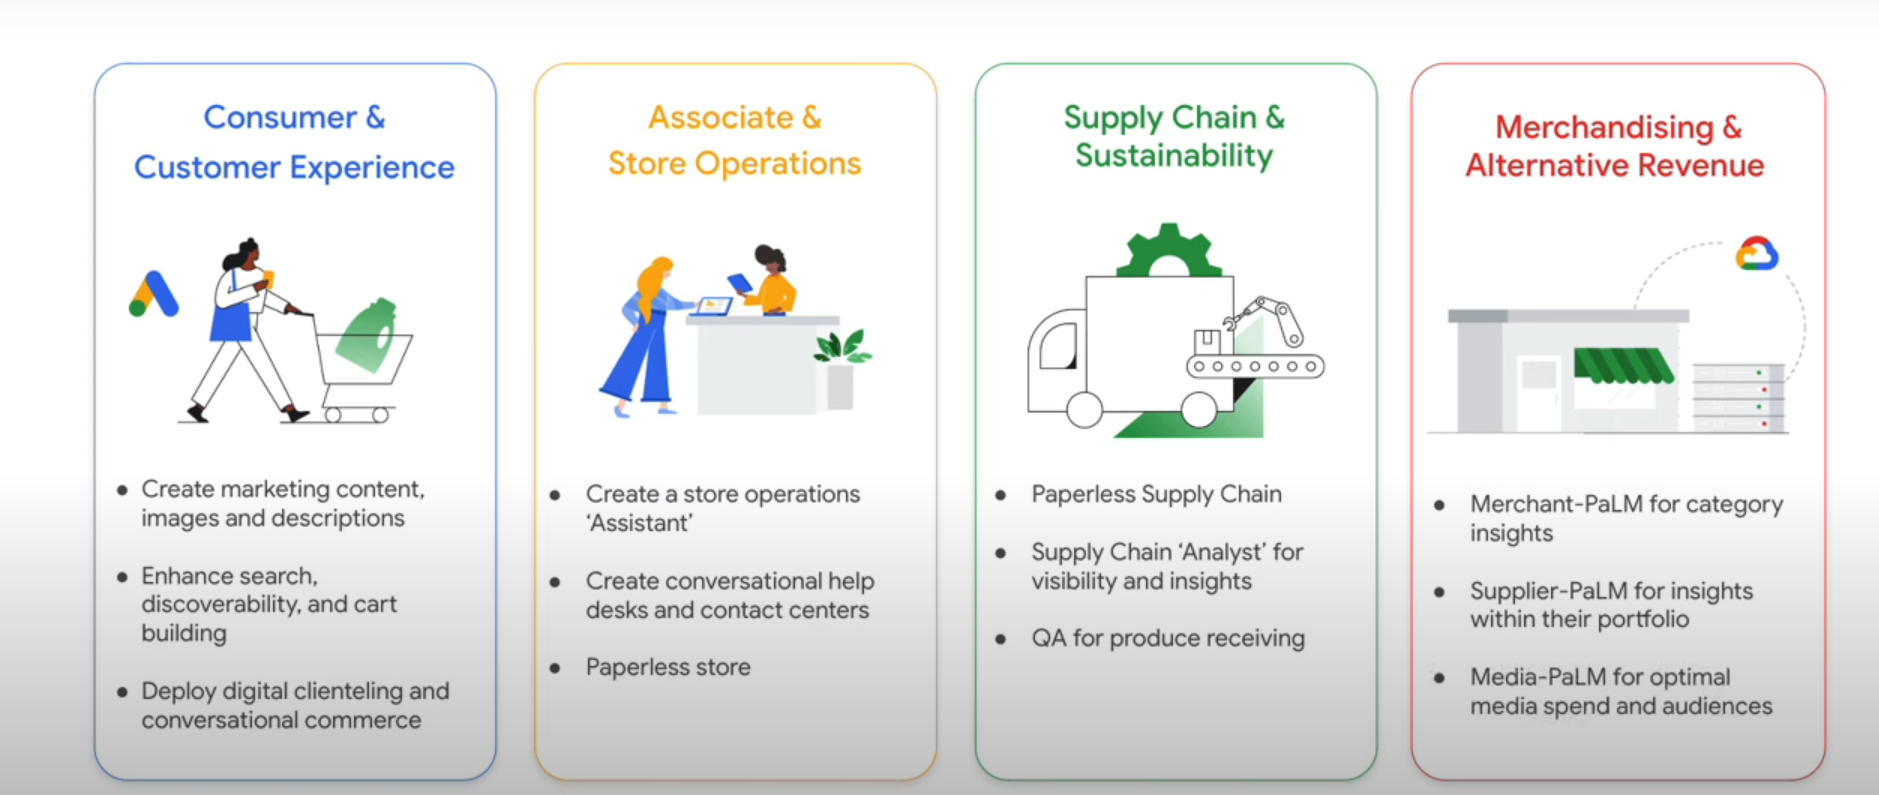 Consumer &
Customer Experience
• Create marketing content,
images and descriptions
• Enhance search,
discoverability, and cart
building
• Deploy digital clienteling and
conversational commerce
Associate &
Store Operations
• Create a store operations
‘Assistant’
• Create conversational help
desks and contact centers
• Paperless store
Supply Chain &
Sustainability
• Paperless Supply Chain
• Supply Chain ‘Analyst’ for
visibility and insights
• QA for produce receiving
Merchandising &
Alternative Revenue
• Merchant-PaLM for category
insights
• Supplier-PaLM for insights
within their portfolio
• Media-PaLM for optimal
media spend and audiences